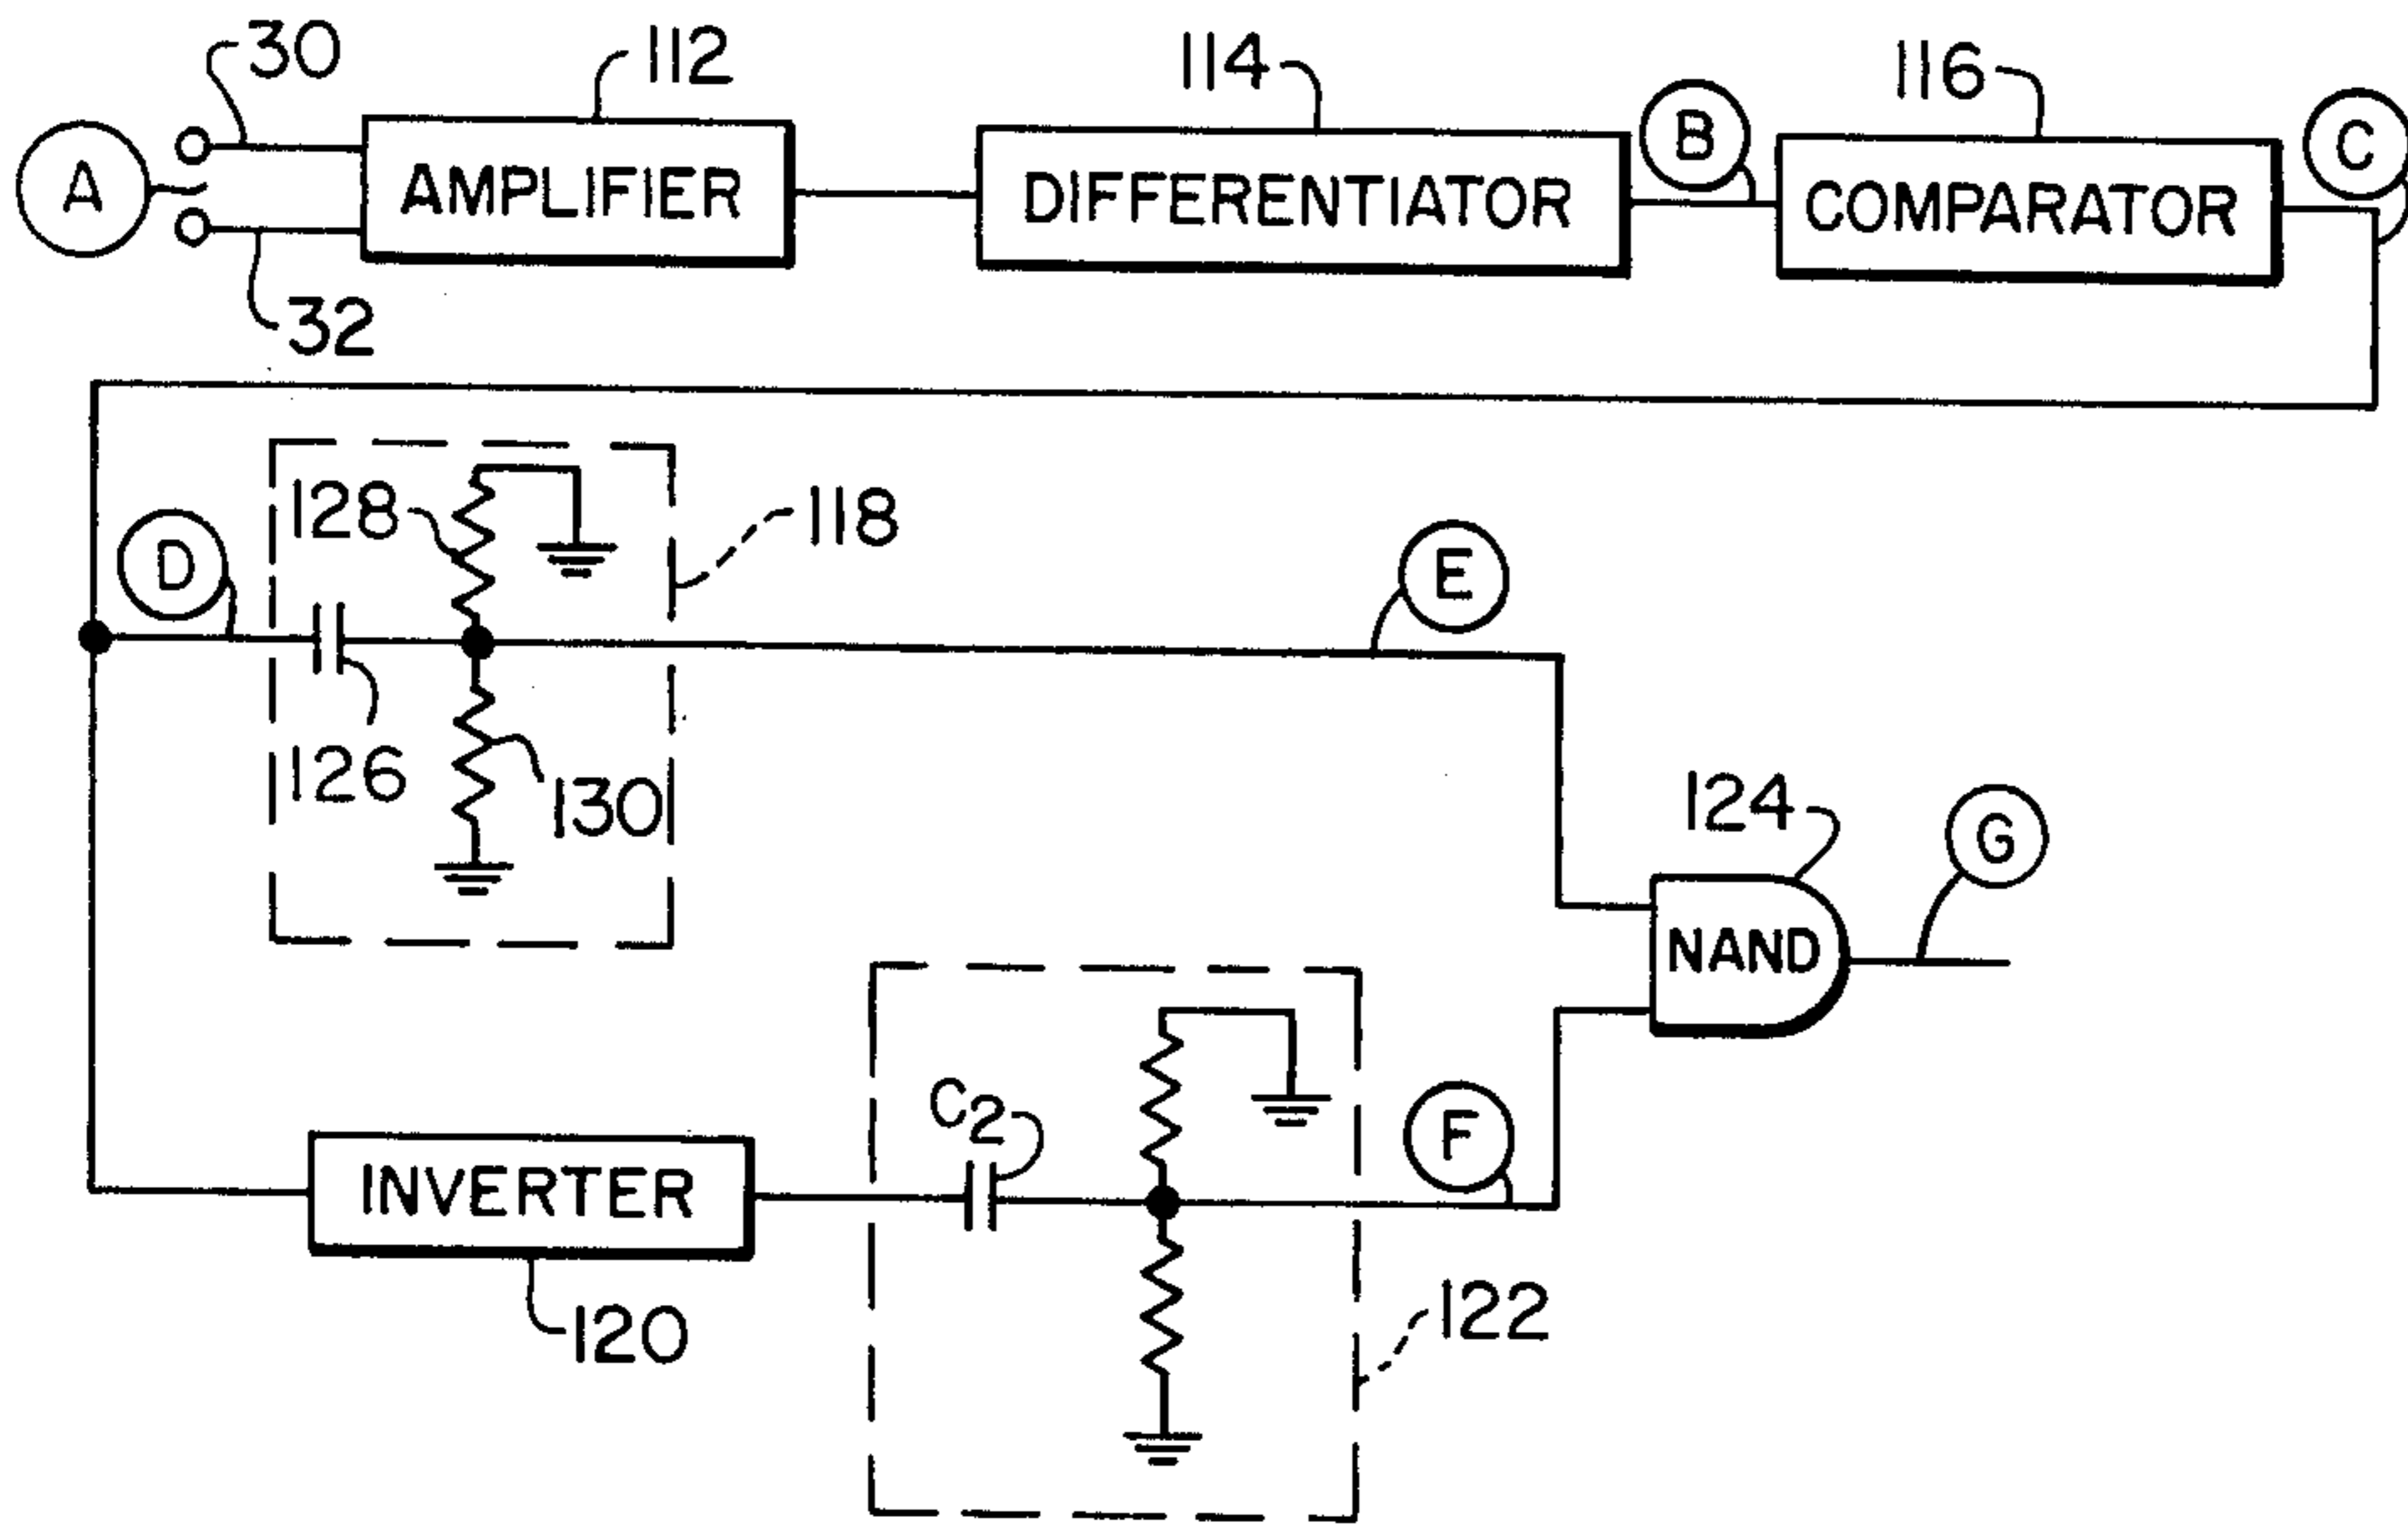 30
112
114
116
A
AMPLIFIER
DIFFERENTIATOR
B
COMPARATOR
C
32
128
118
D
E
126
130
124
G
NAND
C2
F
INVERTER
120
122